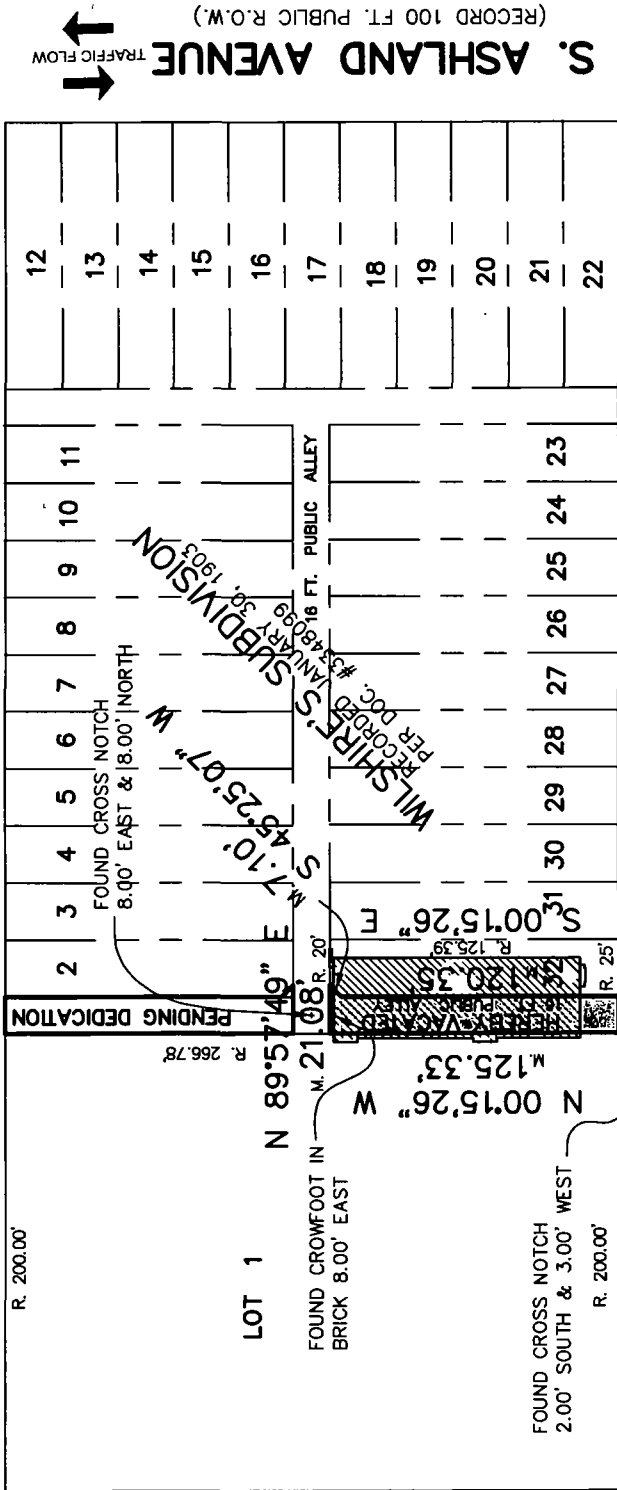 S. ASHLAND AVENUE
(RECORD 100 FT. PUBLIC R.O.W.)
TRAFFIC FLOW
12
13
14
15
16
17
18
19
20
21
22
11
10
9
8
7
6
5
4
3
2
16 FT. PUBLIC ALLEY
23
24
25
26
27
28
29
30
31
32
WILSHIRE'S SUBDIVISION
RECORDED JANUARY 30, 1903
PER DOC. #3348099
FOUND CROSS NOTCH
8.00' EAST & 8.00' NORTH
M. 7.10'
S 45°25'07" W
PENDING DEDICATION
R. 266.78'
N 89°57'49" E
M. 21.08'
R. 20'
S 00°15'26" E
R. 125.39'
M. 120.35'
HEREBY VACATED
16 FT. PUBLIC ALLEY
M. 125.33'
N 00°15'26" W
R. 25'
R. 200.00'
LOT 1
FOUND CROWFOOT IN
BRICK 8.00' EAST
FOUND CROSS NOTCH
2.00' SOUTH & 3.00' WEST
R. 200.00'